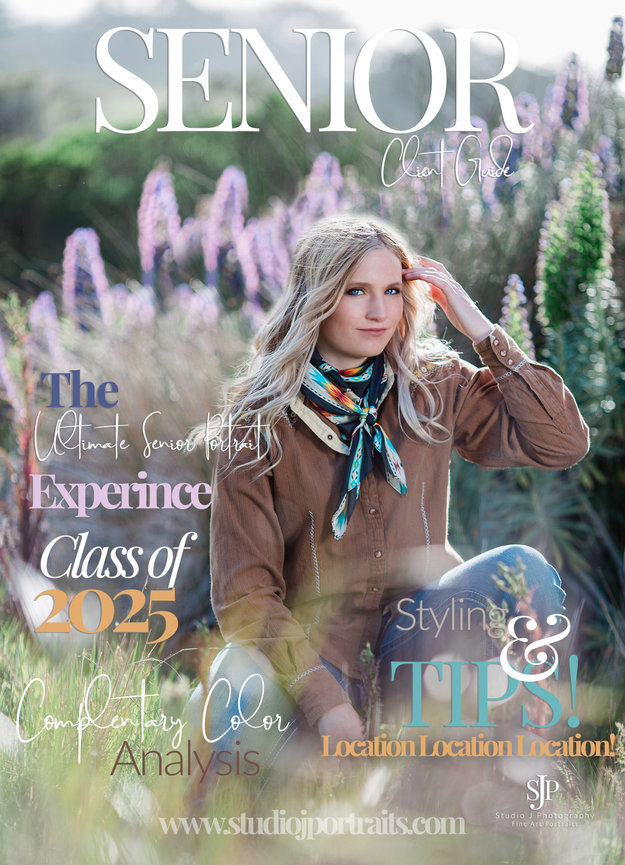 SENIOR
Client Guide
The
Ultimate Senior Portrait
Experince
Class of
2025
Styling
&
TIPS!
Location Location Location!
Complentary Color
Analysis
SJP
Studio J Photography
Fine Art Portraits
www.studiojportraits.com